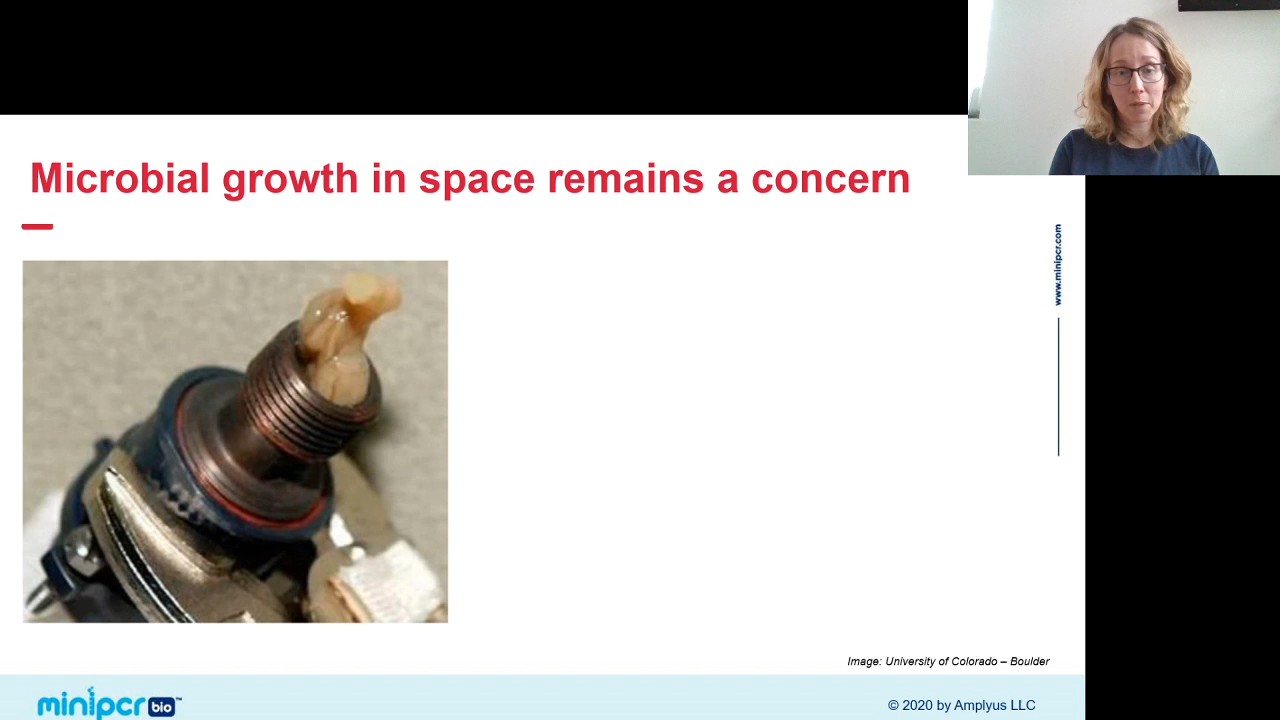 Microbial growth in space remains a concern
www.minipcr.com
Image: University of Colorado – Boulder
minipcr bio™
© 2020 by Amplyus LLC